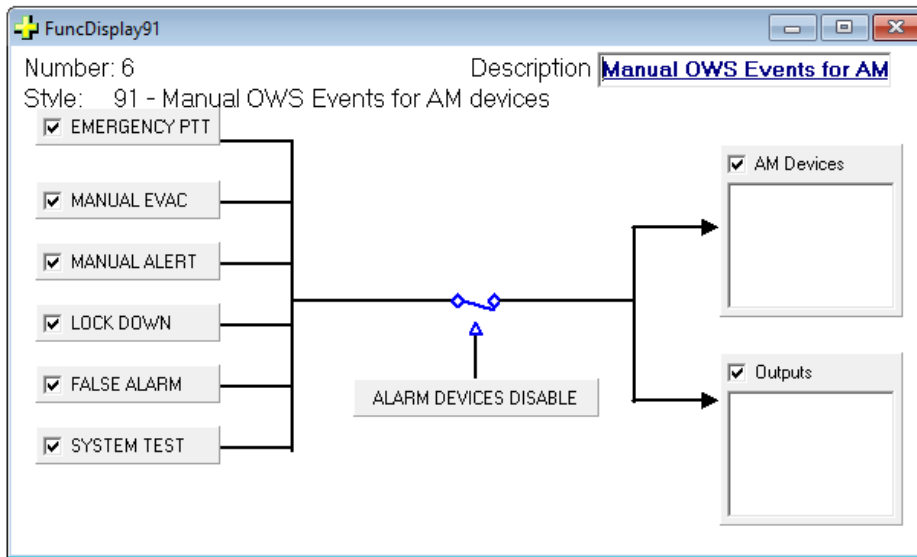 FuncDisplay91
Number: 6
Description Manual OWS Events for AM
Style: 91 - Manual OWS Events for AM devices
EMERGENCY PTT
MANUAL EVAC
MANUAL ALERT
LOCK DOWN
FALSE ALARM
SYSTEM TEST
ALARM DEVICES DISABLE
AM Devices
Outputs